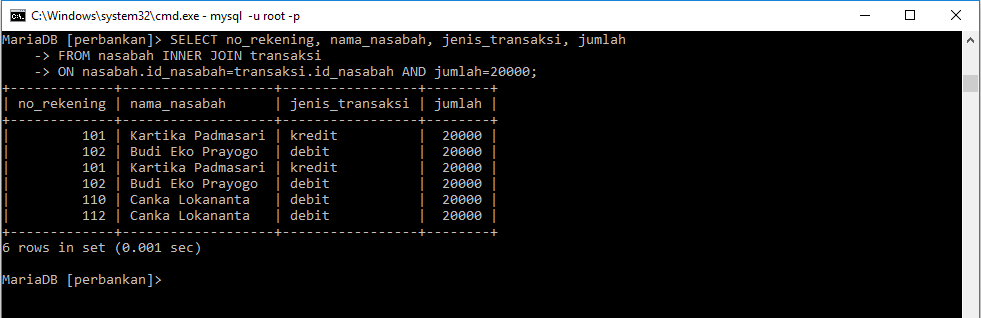 C:\Windows\system32\cmd.exe - mysql  -u root -p
MariaDB [perbankan]> SELECT no_rekening, nama_nasabah, jenis_transaksi, jumlah
    -> FROM nasabah INNER JOIN transaksi
    -> ON nasabah.id_nasabah=transaksi.id_nasabah AND jumlah=20000;
+-------------+-------------------+-----------------+--------+
| no_rekening | nama_nasabah      | jenis_transaksi | jumlah |
+-------------+-------------------+-----------------+--------+
|         101 | Kartika Padmasari | kredit          |  20000 |
|         102 | Budi Eko Prayogo  | debit           |  20000 |
|         101 | Kartika Padmasari | kredit          |  20000 |
|         102 | Budi Eko Prayogo  | debit           |  20000 |
|         110 | Canka Lokananta   | debit           |  20000 |
|         112 | Canka Lokananta   | debit           |  20000 |
+-------------+-------------------+-----------------+--------+
6 rows in set (0.001 sec)
MariaDB [perbankan]>